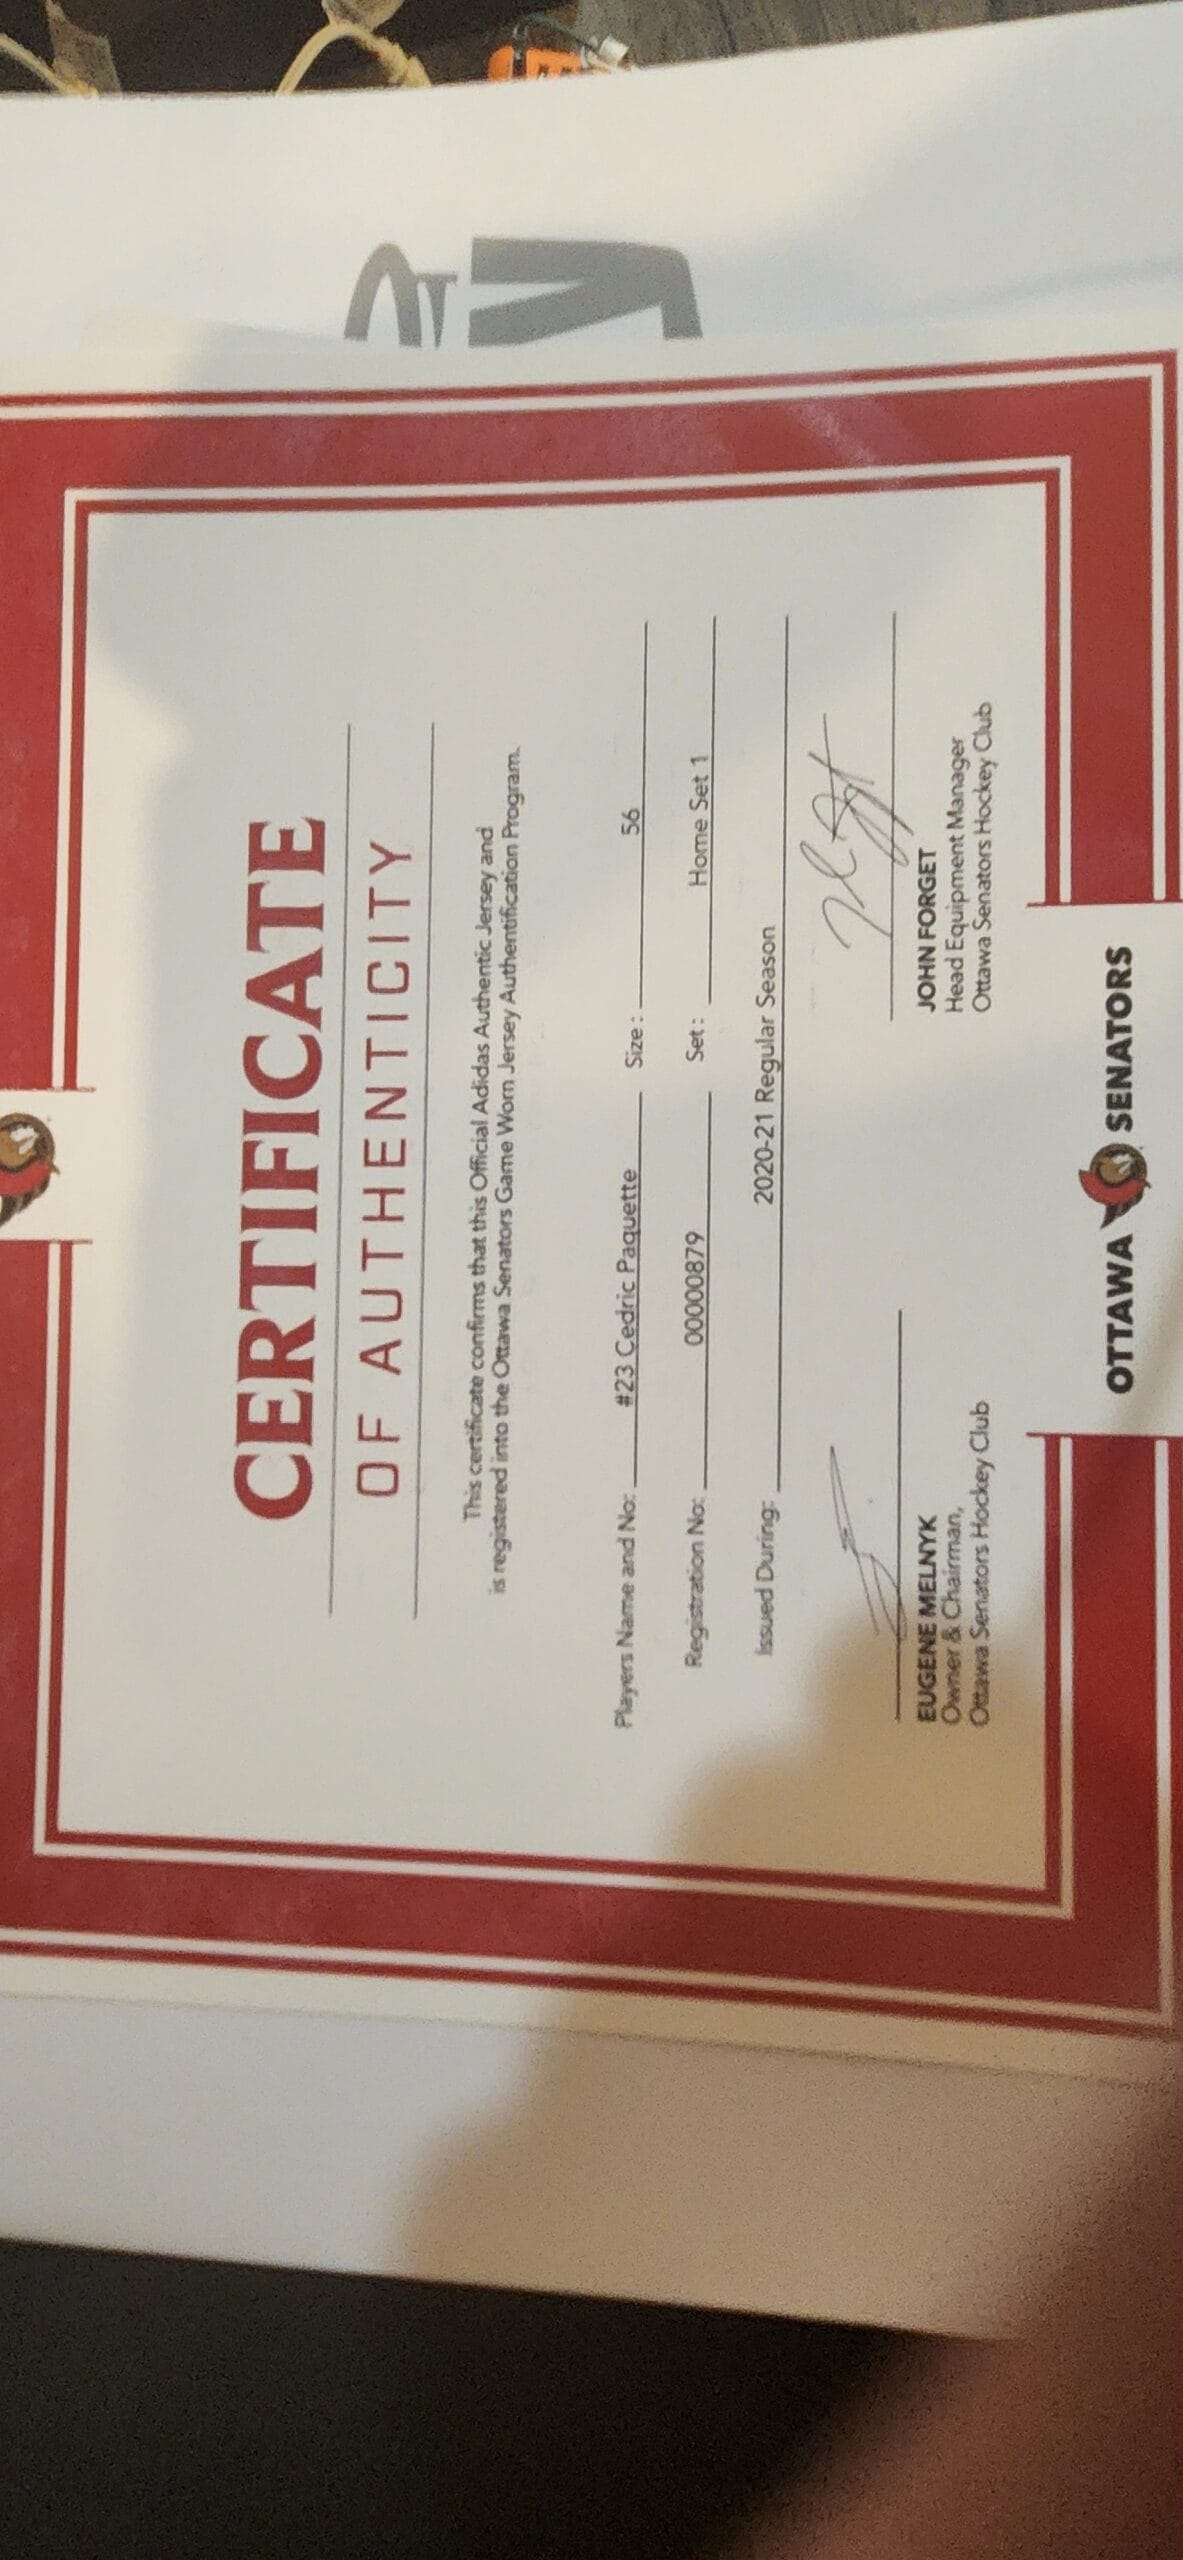 CERTIFICATE
OF AUTHENTICITY
This certificate confirms that this Official Adidas Authentic Jersey and
is registered into the Ottawa Senators Game Worn Jersey Authentification Program.
Players Name and No: #23 Cedric Paquette Size: 56
Registration No: 00000879 Set: Home Set 1
Issued During: 2020-21 Regular Season
EUGENE MELNYK
Owner & Chairman,
Ottawa Senators Hockey Club
JOHN FORGET
Head Equipment Manager
Ottawa Senators Hockey Club
OTTAWA SENATORS